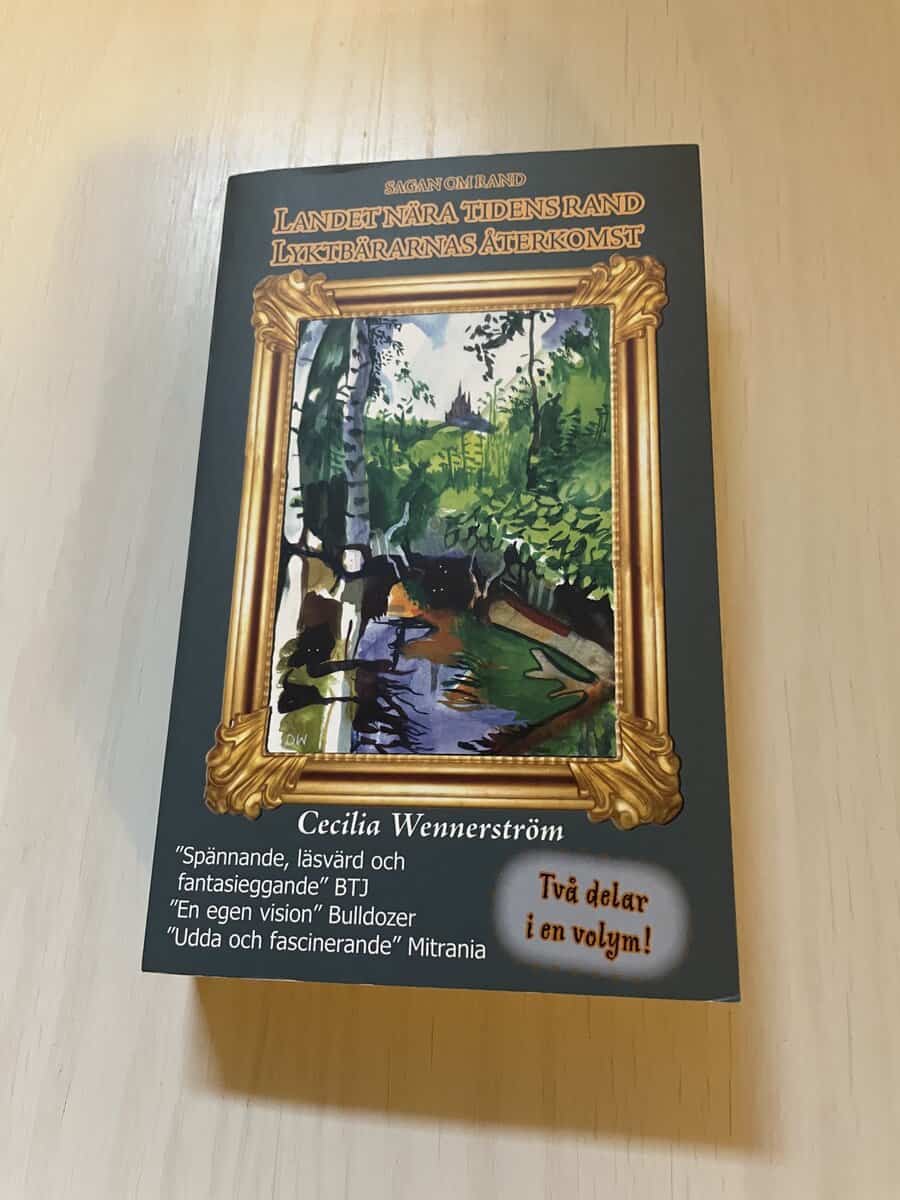 SAGAN OM RAND
LANDET NÄRA TIDENS RAND
LYKTBÄRARNAS ÅTERKOMST
DW
Cecilia Wennerström
"Spännande, läsvärd och
fantasieggande" BTJ
"En egen vision" Bulldozer
"Udda och fascinerande" Mitrania
Två delar
i en volym!